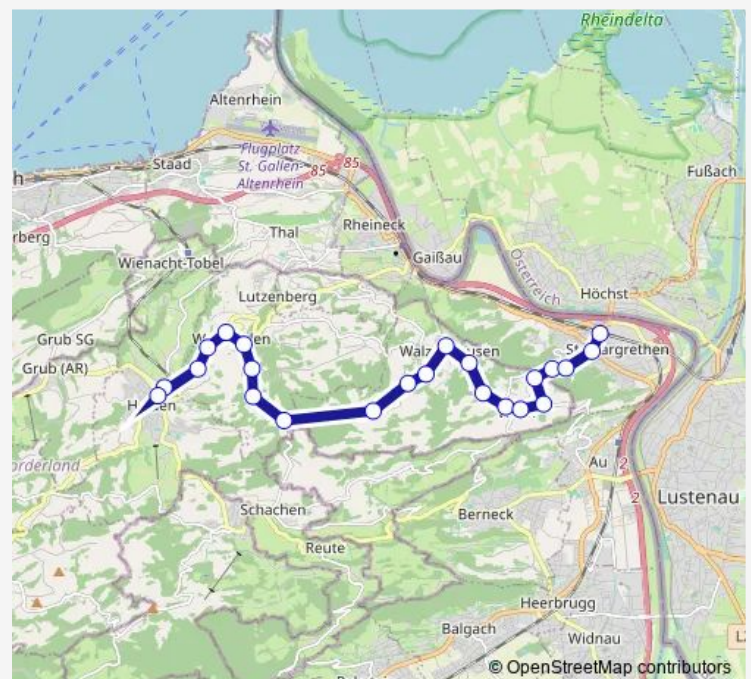 Rheindelta
Altenrhein
Flugplatz
St. Gallen-
Altenrhein
85
85
Staad
Fußach
Rheineck
Thal
Gaißau
Wienacht-Tobel
Österreich
Höchst
Lutzenberg
Grub SG
Grub (AR)
Au
2
2
Lustenau
Schachen
Berneck
Reute
Heerbrugg
Balgach
Widnau
© OpenStreetMap contributors